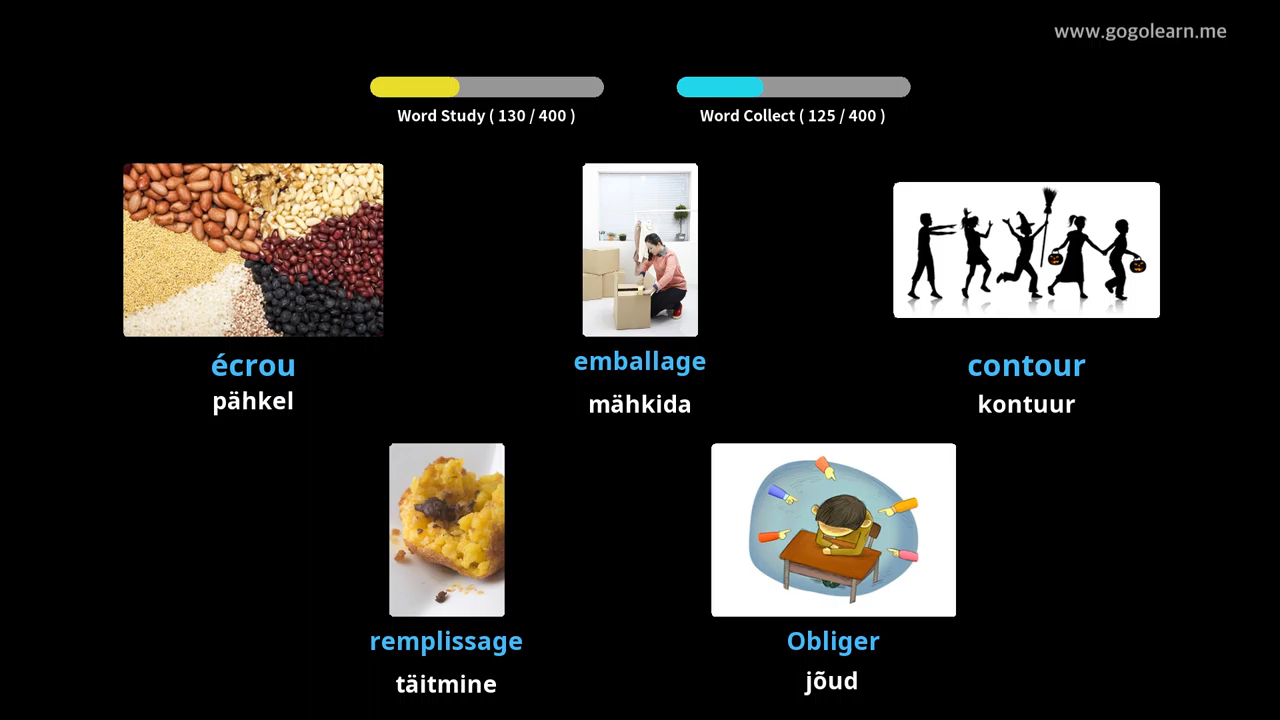 www.gogolearn.me
Word Study ( 130 / 400 )
Word Collect ( 125 / 400 )
écrou
pähkel
emballage
mähkida
contour
kontuur
remplissage
täitmine
Obliger
jõud